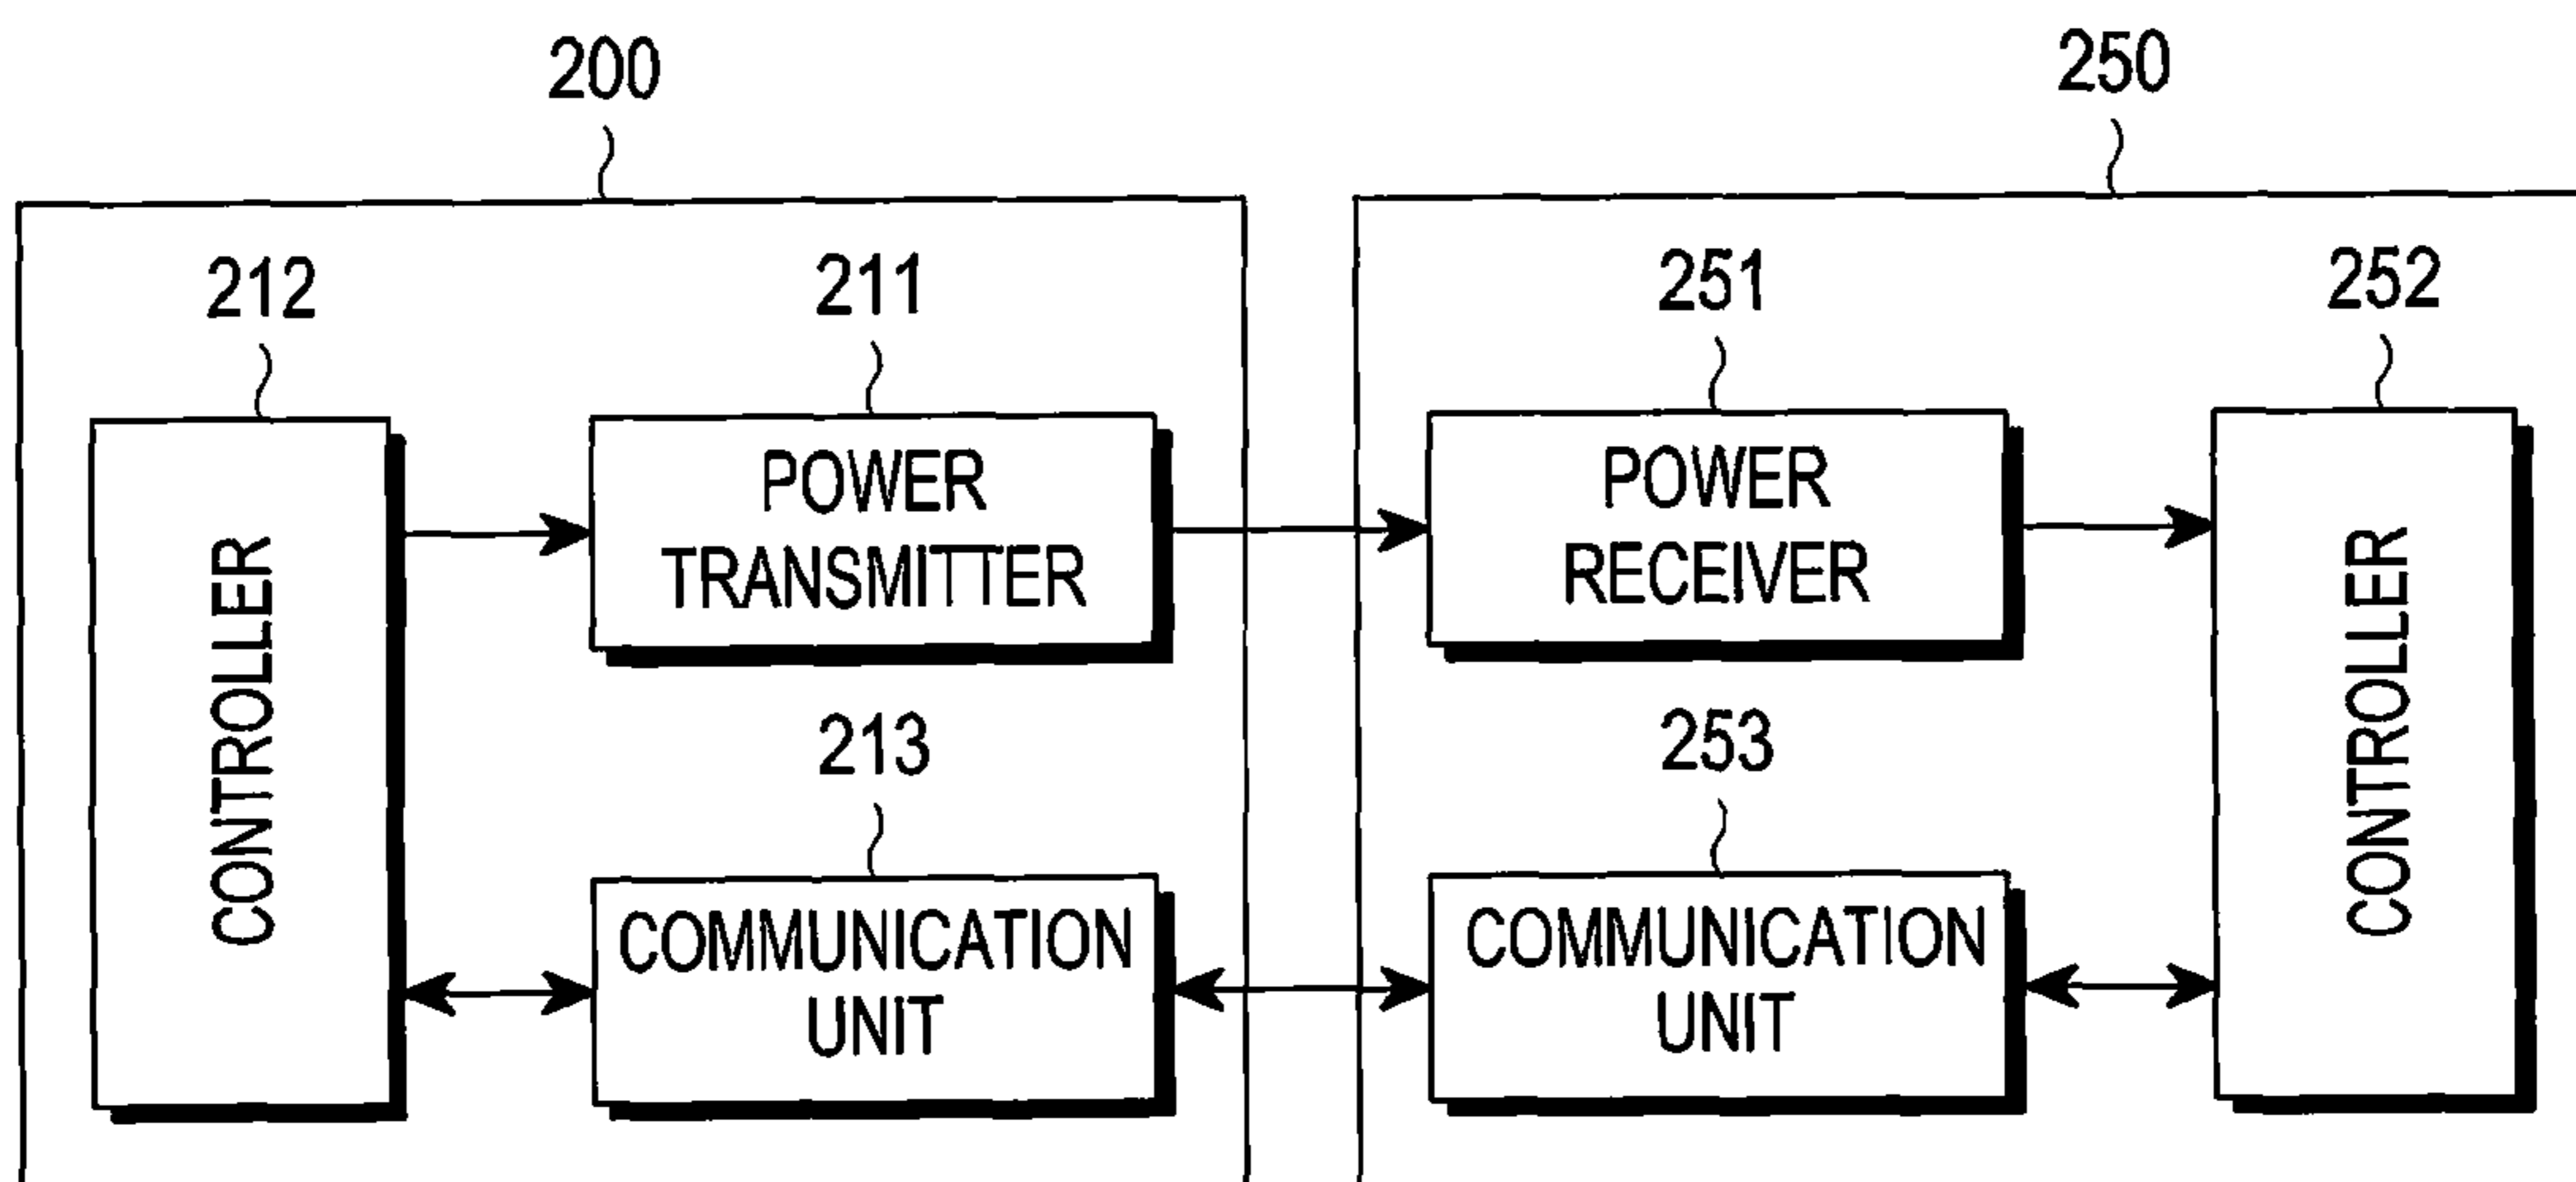 200
250
212
211
251
252
POWER
TRANSMITTER
POWER
RECEIVER
CONTROLLER
CONTROLLER
213
253
COMMUNICATION
UNIT
COMMUNICATION
UNIT